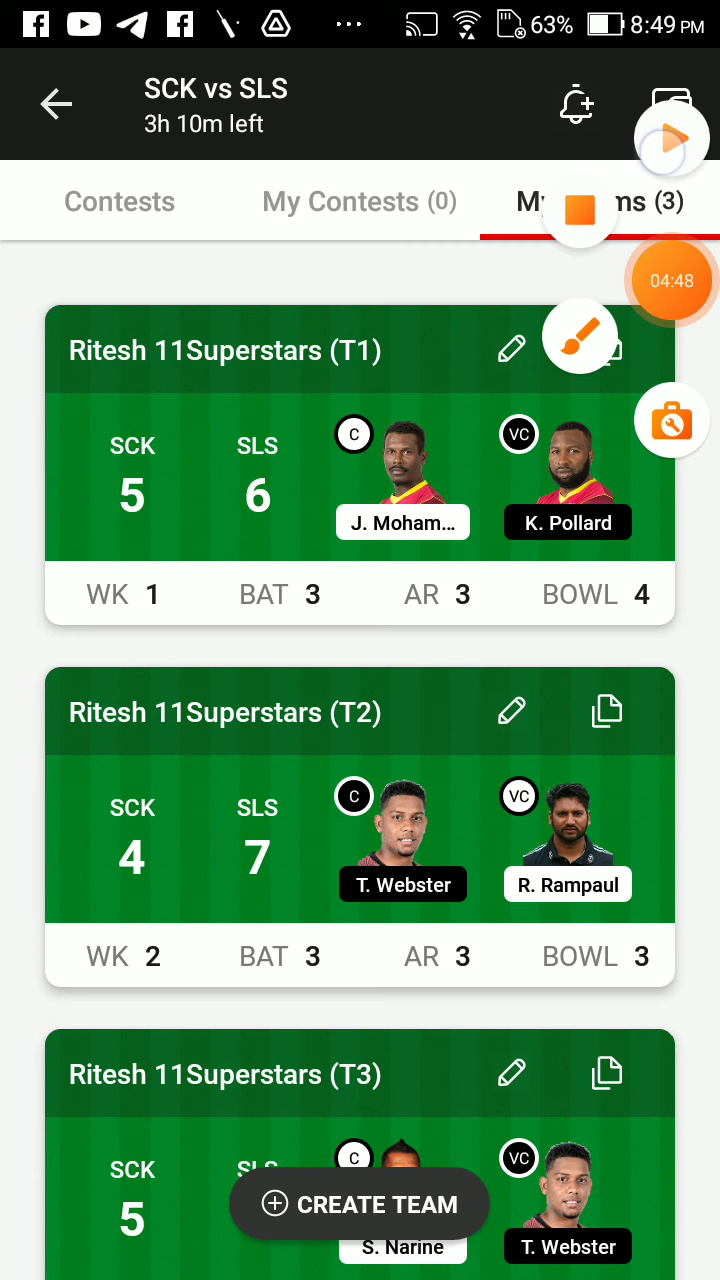 63% 8:49 PM
SCK vs SLS
3h 10m left
Contests My Contests (0) (3)
04:48
Ritesh 11Superstars (T1)
SCK SLS C VC
5 6
J. Moham... K. Pollard
WK 1 BAT 3 AR 3 BOWL 4
Ritesh 11Superstars (T2)
SCK SLS C VC
4 7
T. Webster R. Rampaul
WK 2 BAT 3 AR 3 BOWL 3
Ritesh 11Superstars (T3)
SCK SLS C VC
5
CREATE TEAM
S. Narine T. Webster